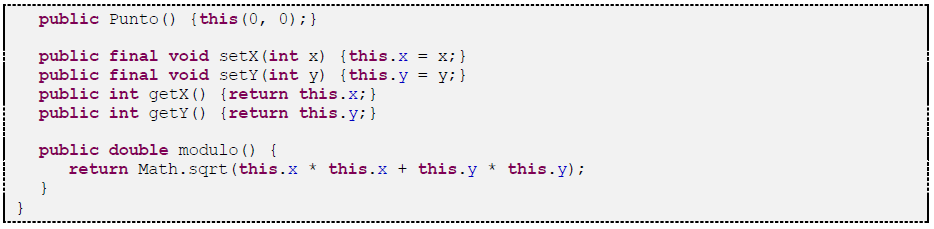 public Punto() {this(0, 0);}
public final void setX(int x) {this.x = x;}
public final void setY(int y) {this.y = y;}
public int getX() {return this.x;}
public int getY() {return this.y;}
public double modulo() {
return Math.sqrt(this.x * this.x + this.y * this.y);
}
}